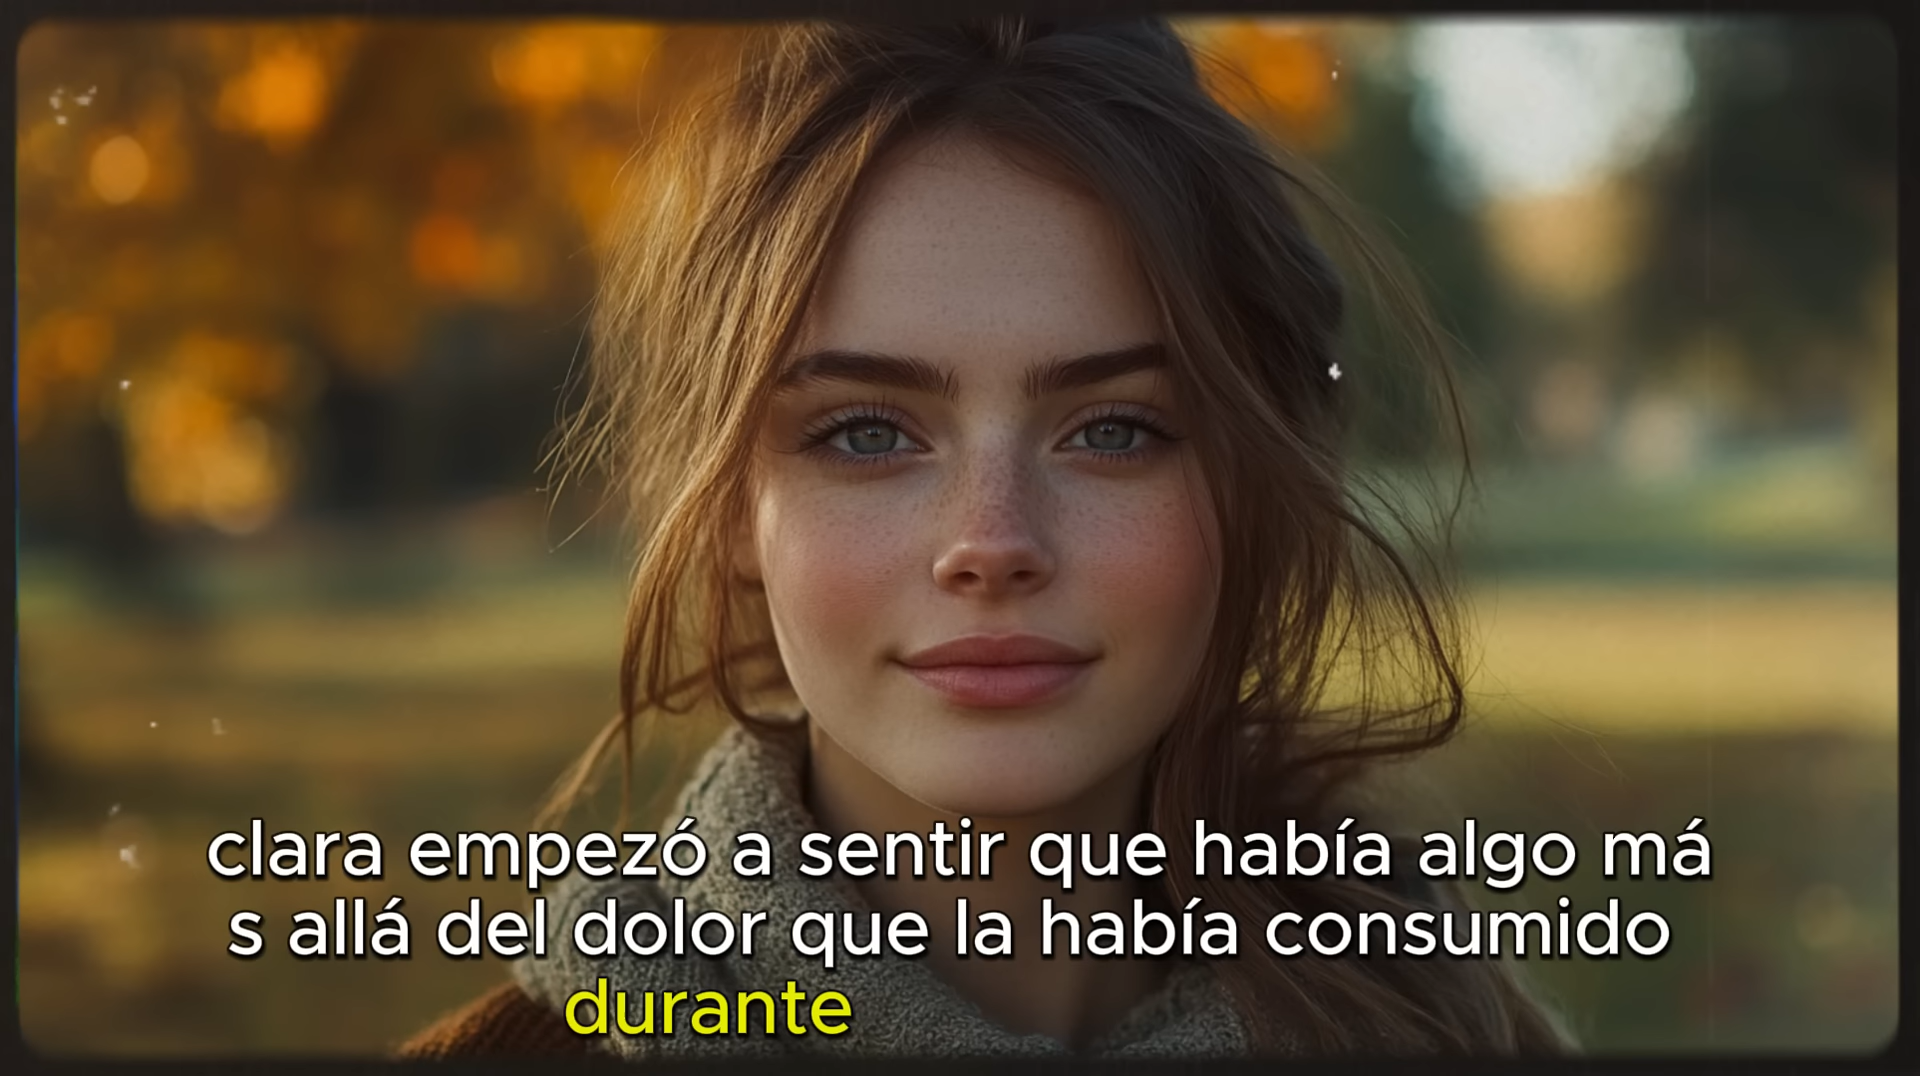 clara empezó a sentir que había algo má
s allá del dolor que la había consumido
durante